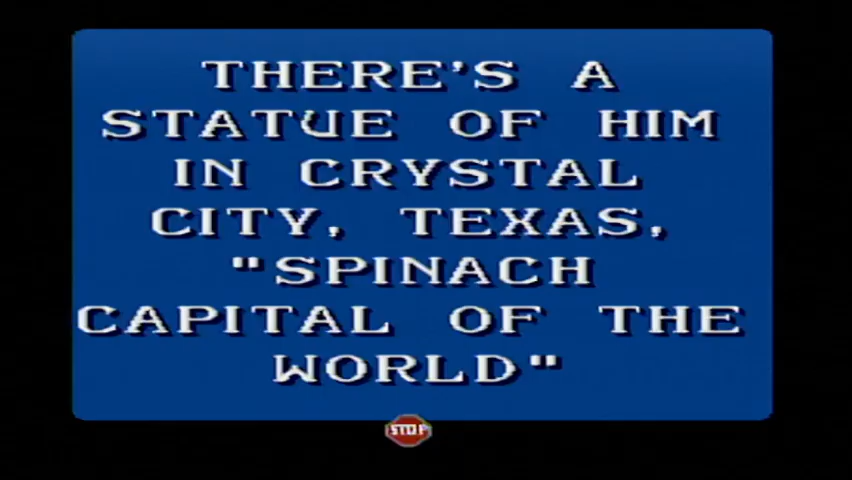 THERE'S A
STATUE OF HIM
IN CRYSTAL
CITY, TEXAS,
"SPINACH
CAPITAL OF THE
WORLD"
STOP